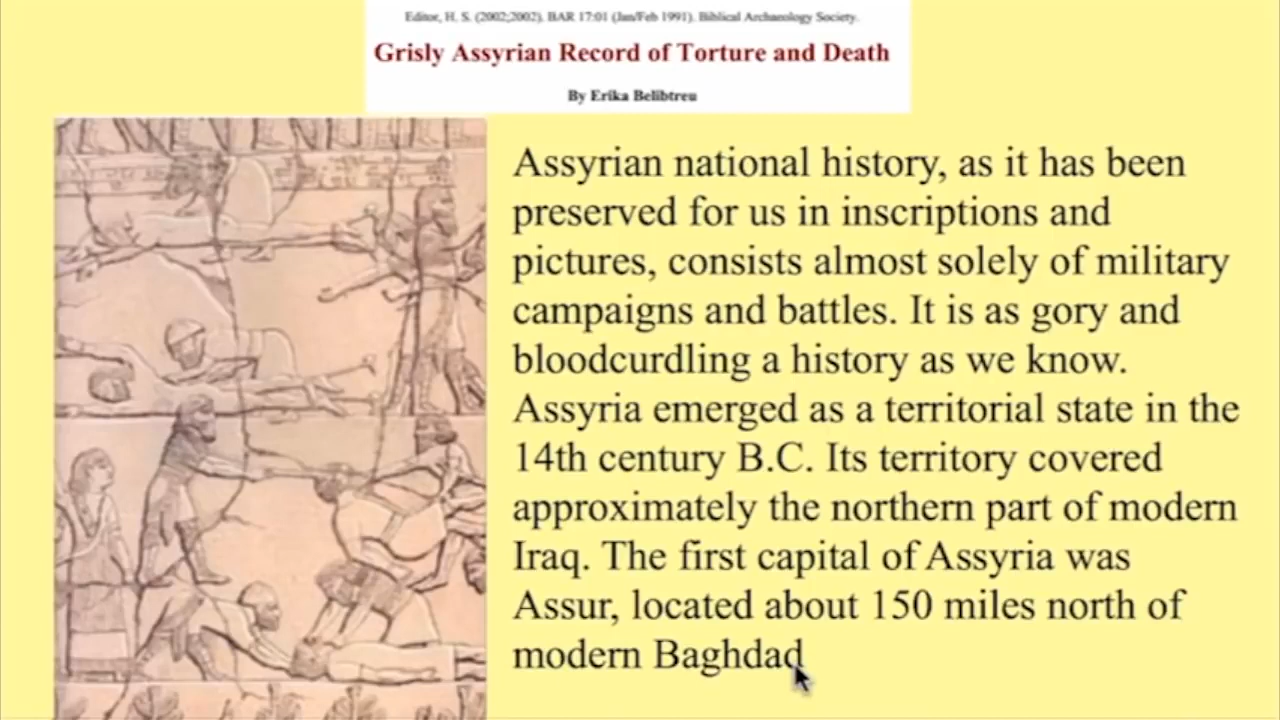 Editor, H. S. (2002;2002). BAR 17:01 (Jan/Feb 1991). Biblical Archaeology Society.
Grisly Assyrian Record of Torture and Death
By Erika Belibtreu
Assyrian national history, as it has been
preserved for us in inscriptions and
pictures, consists almost solely of military
campaigns and battles. It is as gory and
bloodcurdling a history as we know.
Assyria emerged as a territorial state in the
14th century B.C. Its territory covered
approximately the northern part of modern
Iraq. The first capital of Assyria was
Assur, located about 150 miles north of
modern Baghdad